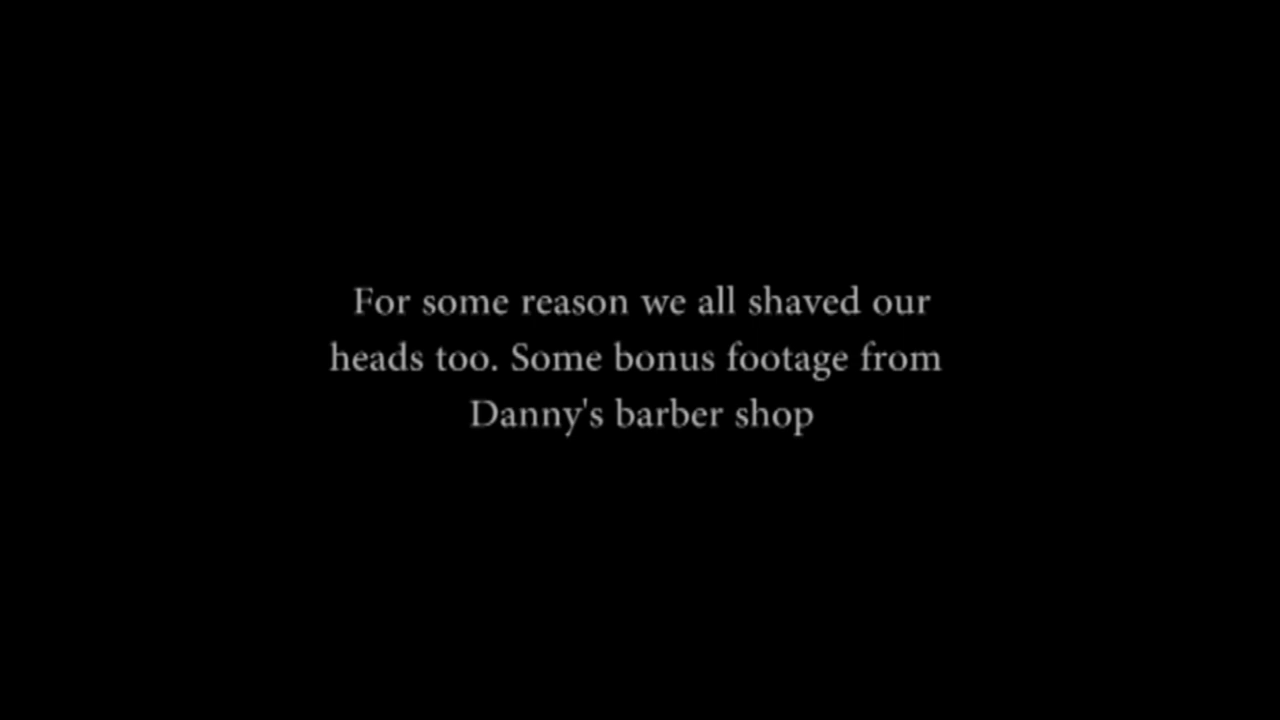 For some reason we all shaved our
heads too. Some bonus footage from
Danny's barber shop